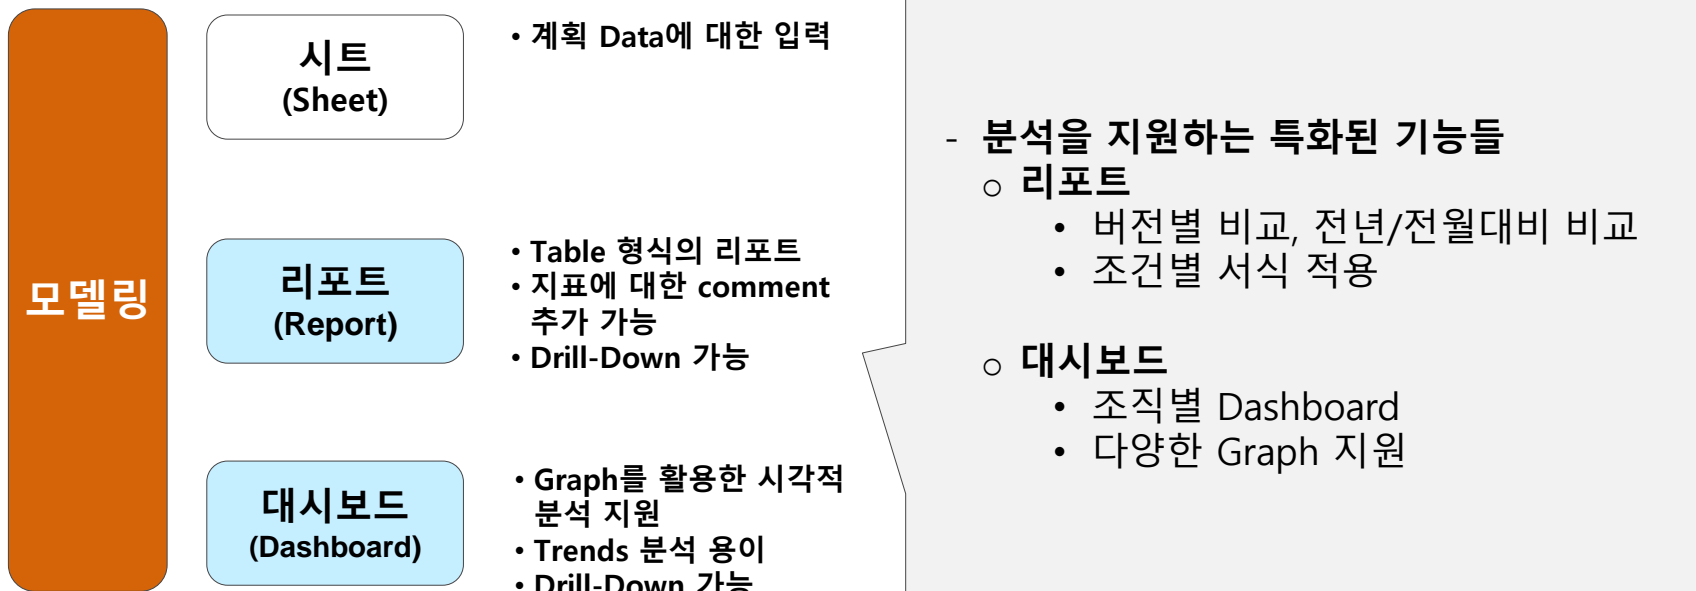 모델링
시트
(Sheet)
• 계획 Data에 대한 입력
리포트
(Report)
• Table 형식의 리포트
• 지표에 대한 comment
추가 가능
• Drill-Down 가능
대시보드
(Dashboard)
• Graph를 활용한 시각적
분석 지원
• Trends 분석 용이
• Drill-Down 가능
- 분석을 지원하는 특화된 기능들
o 리포트
• 버전별 비교, 전년/전월대비 비교
• 조건별 서식 적용
o 대시보드
• 조직별 Dashboard
• 다양한 Graph 지원